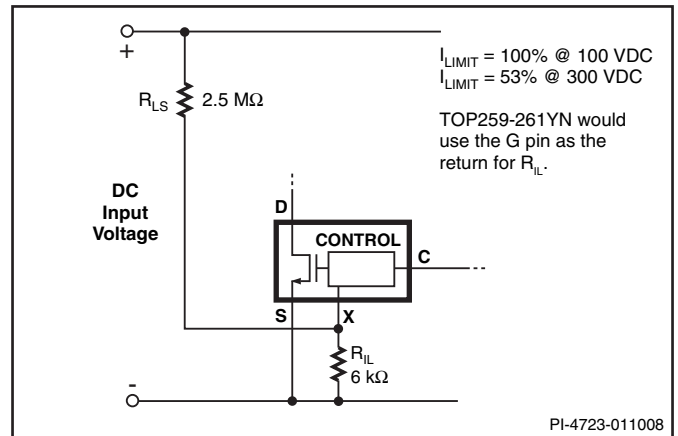 +
I_LIMIT = 100% @ 100 VDC
I_LIMIT = 53% @ 300 VDC
TOP259-261YN would
use the G pin as the
return for R_IL.
R_LS 2.5 MΩ
DC
Input
Voltage
D
CONTROL
C
S
X
R_IL
6 kΩ
-
PI-4723-011008